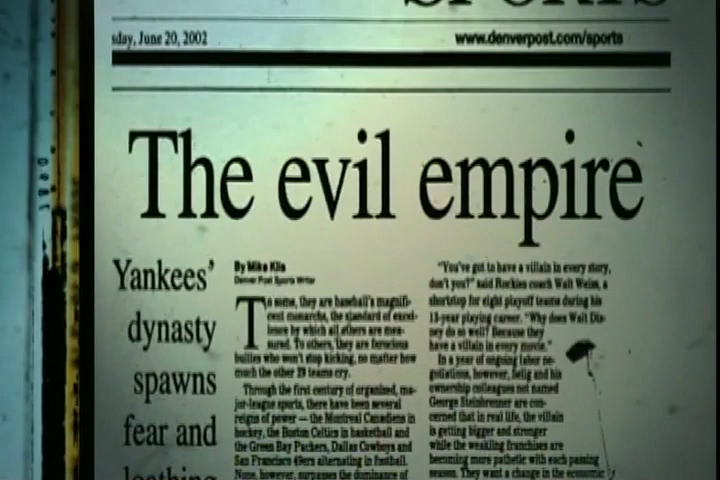 SPORTS
sday, June 20, 2002
www.denverpost.com/sports
The evil empire
Yankees'
dynasty
spawns
fear and
loathing
By Mike Klis
Denver Post Sports Writer
To some, they are baseball's magnifi-
cent monarchs, the standard of excel-
lence by which all others are mea-
sured. To others, they are ferocious
bullies who won't stop kicking, no matter how
much the other 29 teams cry.
Through the first century of organized, ma-
jor-league sports, there have been several
reigns of power — the Montreal Canadiens in
hockey, the Boston Celtics in basketball and
the Green Bay Packers, Dallas Cowboys and
San Francisco 49ers alternating in football.
None, however, surpasses the dominance of
"You've got to have a villain in every story,
don't you?" said Rockies coach Walt Weiss, a
shortstop for eight playoff teams during his
13-year playing career. "Why does Walt Dis-
ney do so well? Because they
have a villain in every movie."
In a year of ongoing labor ne-
gotiations, however, Selig and his
ownership colleagues not named
George Steinbrenner are con-
cerned that in real life, the villain
is getting bigger and stronger
while the weakling franchises are
becoming more pathetic with each passing
season. They want a change in the economic